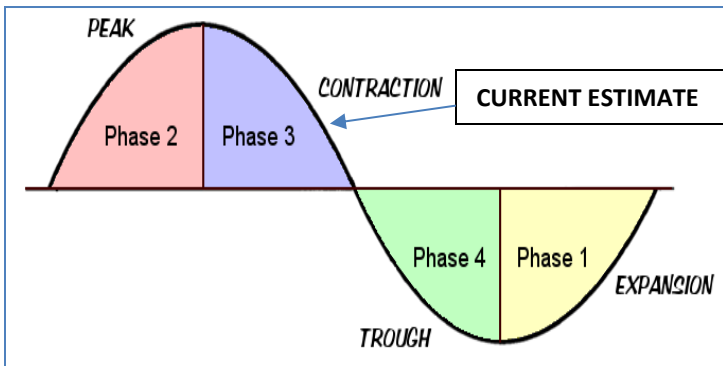 PEAK
CONTRACTION
CURRENT ESTIMATE
Phase 2
Phase 3
Phase 4
Phase 1
EXPANSION
TROUGH